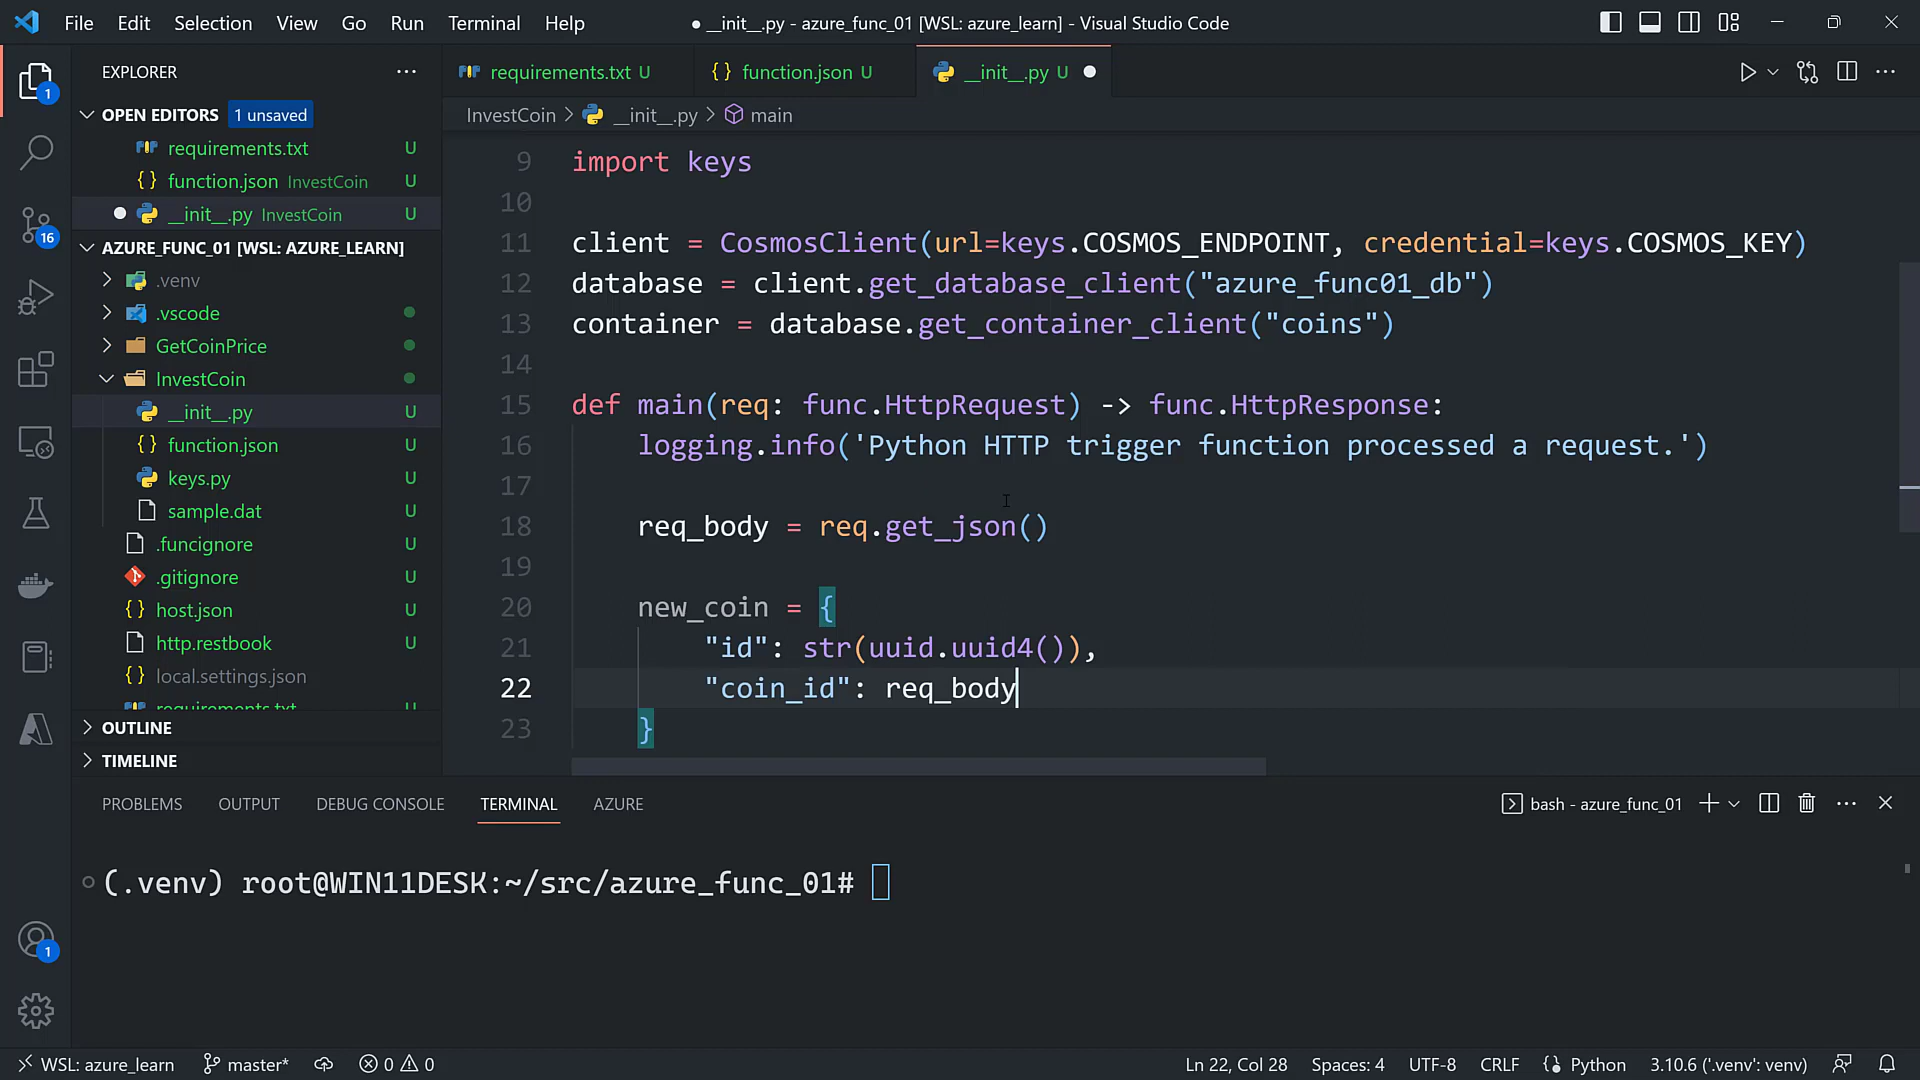 File Edit Selection View Go Run Terminal Help
● __init__.py - azure_func_01 [WSL: azure_learn] - Visual Studio Code
EXPLORER
requirements.txt U
{} function.json U
__init__.py U
OPEN EDITORS 1 unsaved
InvestCoin > __init__.py > main
requirements.txt U
{} function.json InvestCoin U
__init__.py InvestCoin U
AZURE_FUNC_01 [WSL: AZURE_LEARN]
.venv
.vscode
GetCoinPrice
InvestCoin
__init__.py U
{} function.json U
keys.py U
sample.dat U
.funcignore U
.gitignore U
{} host.json U
http.restbook U
{} local.settings.json
requirements.txt U
OUTLINE
TIMELINE
1
16
1
9 import keys
10
11 client = CosmosClient(url=keys.COSMOS_ENDPOINT, credential=keys.COSMOS_KEY)
12 database = client.get_database_client("azure_func01_db")
13 container = database.get_container_client("coins")
14
15 def main(req: func.HttpRequest) -> func.HttpResponse:
16 logging.info('Python HTTP trigger function processed a request.')
17
18 req_body = req.get_json()
19
20 new_coin = {
21 "id": str(uuid.uuid4()),
22 "coin_id": req_body
23 }
PROBLEMS OUTPUT DEBUG CONSOLE TERMINAL AZURE
bash - azure_func_01
(.venv) root@WIN11DESK:~/src/azure_func_01#
WSL: azure_learn master* 0 0
Ln 22, Col 28 Spaces: 4 UTF-8 CRLF Python 3.10.6 ('.venv': venv)